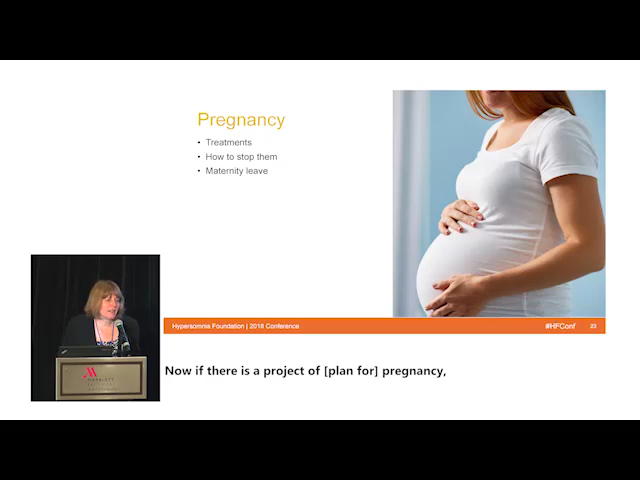 Pregnancy
• Treatments
• How to stop them
• Maternity leave
Hypersomnia Foundation | 2018 Conference
#HFConf
23
MARRIOTT
Now if there is a project of [plan for] pregnancy,